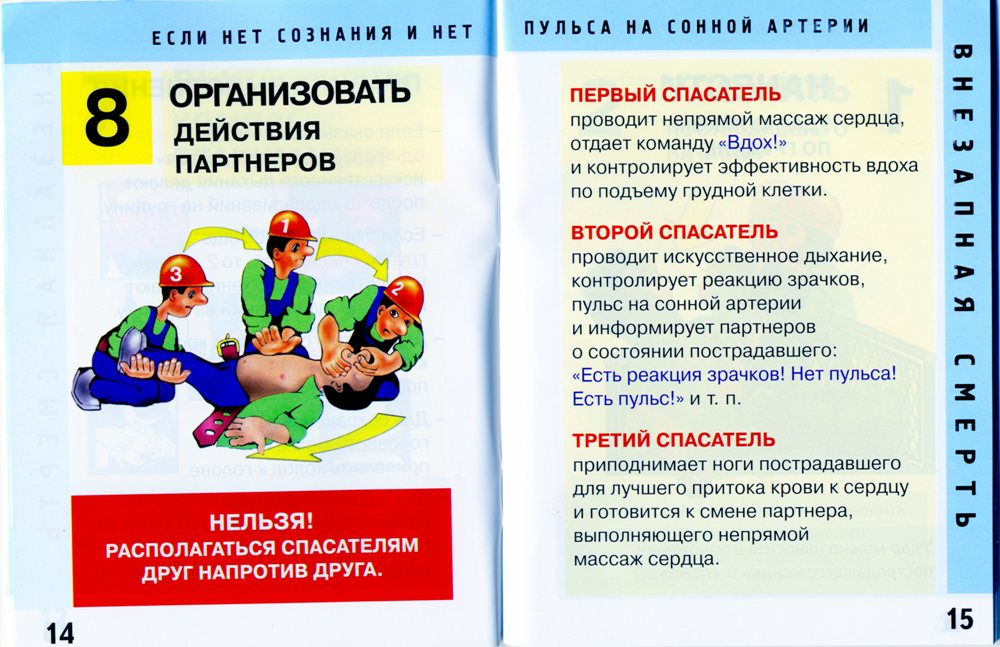 ЕСЛИ НЕТ СОЗНАНИЯ И НЕТ
8
ОРГАНИЗОВАТЬ
ДЕЙСТВИЯ
ПАРТНЕРОВ
1
2
3
НЕЛЬЗЯ!
РАСПОЛАГАТЬСЯ СПАСАТЕЛЯМ
ДРУГ НАПРОТИВ ДРУГА.
14
ПУЛЬСА НА СОННОЙ АРТЕРИИ
ПЕРВЫЙ СПАСАТЕЛЬ
проводит непрямой массаж сердца,
отдает команду «Вдох!»
и контролирует эффективность вдоха
по подъему грудной клетки.
ВТОРОЙ СПАСАТЕЛЬ
проводит искусственное дыхание,
контролирует реакцию зрачков,
пульс на сонной артерии
и информирует партнеров
о состоянии пострадавшего:
«Есть реакция зрачков! Нет пульса!
Есть пульс!» и т. п.
ТРЕТИЙ СПАСАТЕЛЬ
приподнимает ноги пострадавшего
для лучшего притока крови к сердцу
и готовится к смене партнера,
выполняющего непрямой
массаж сердца.
ВНЕЗАПНАЯ СМЕРТЬ
15